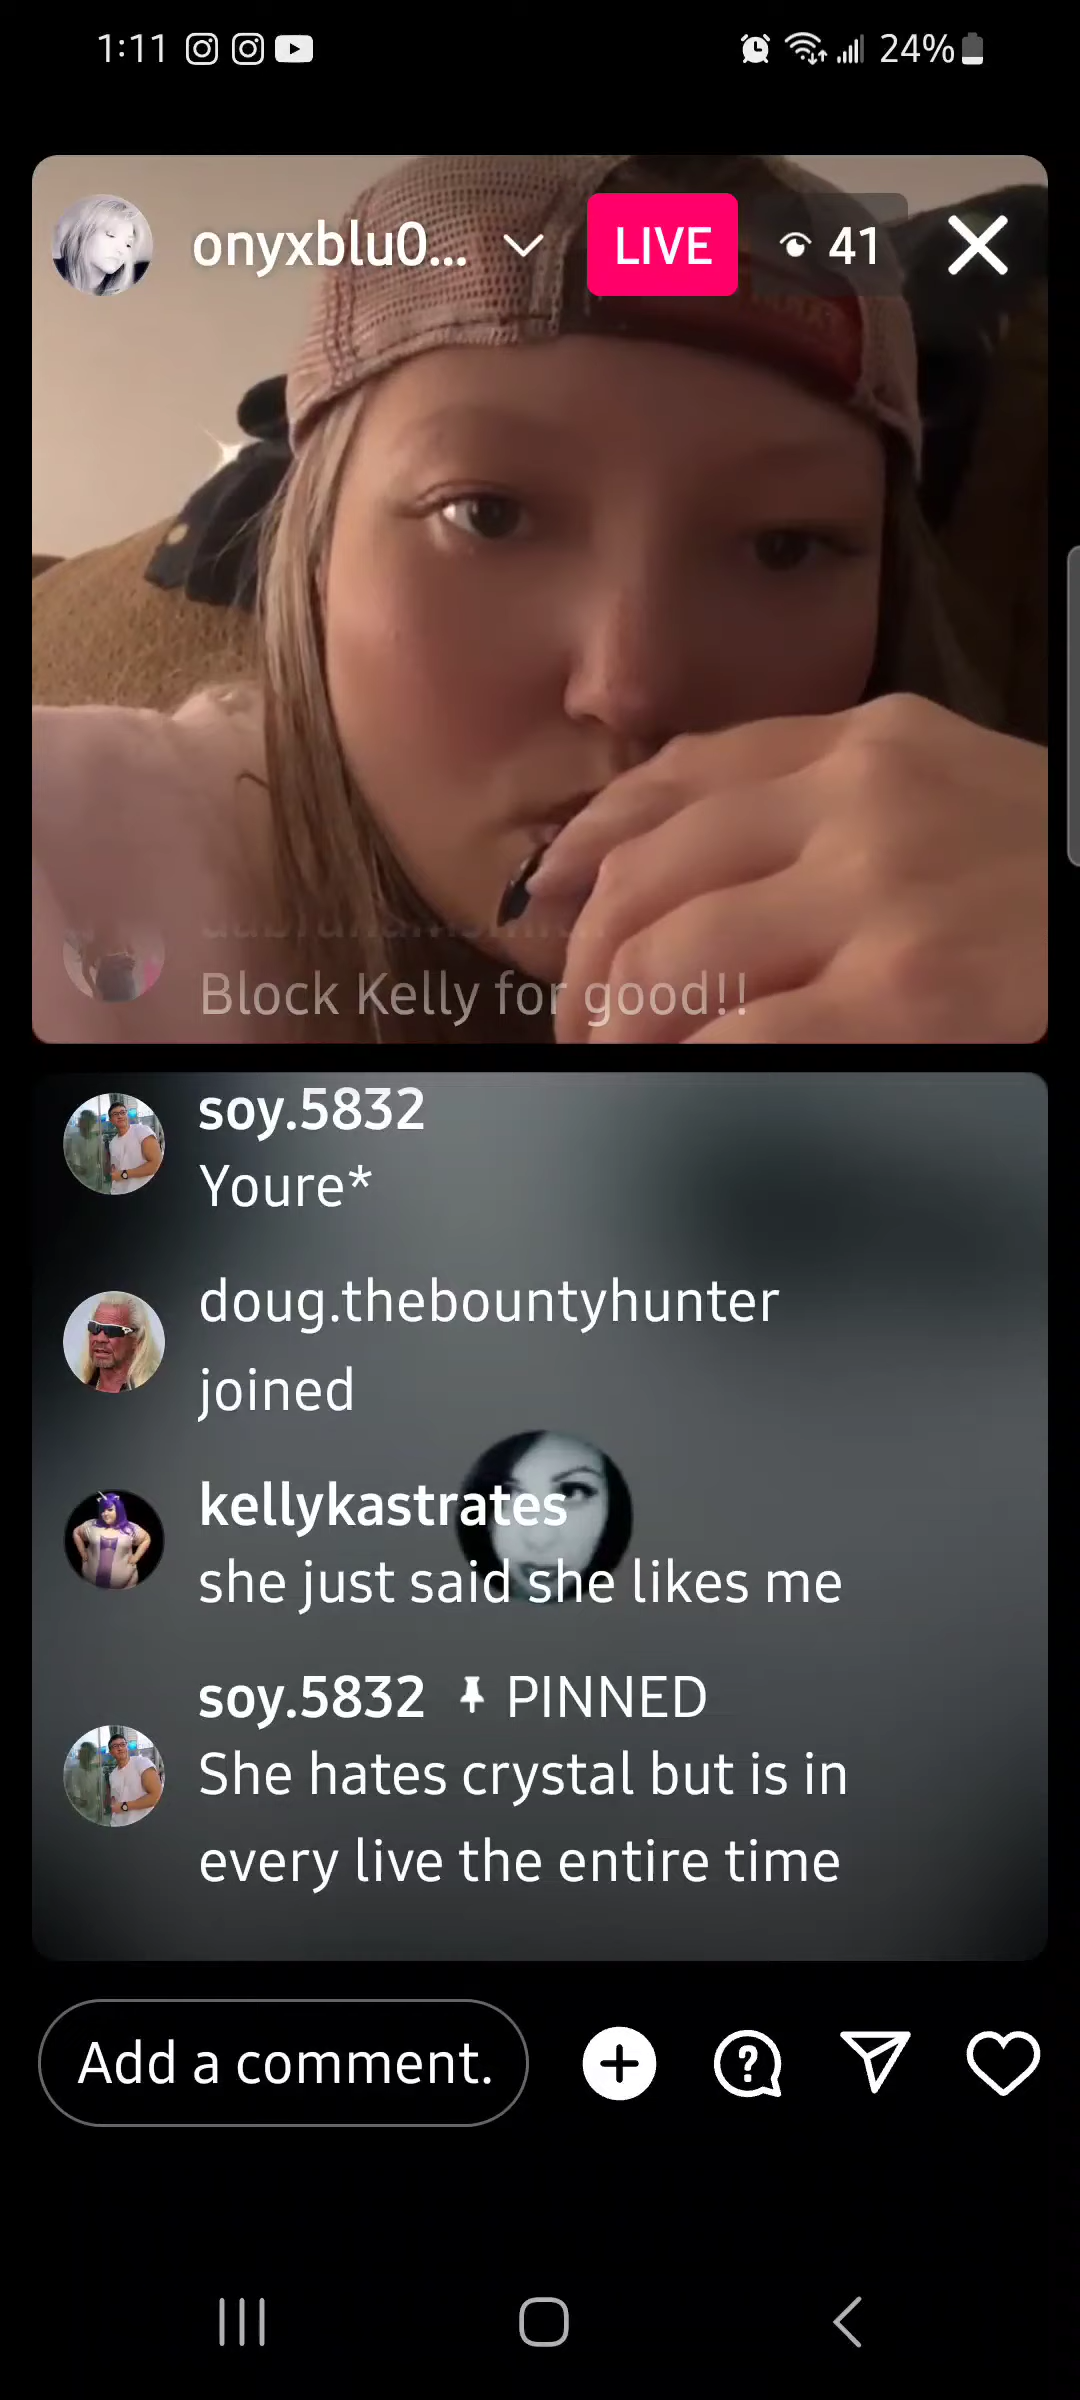 1:11
24%
onyxblu0...
LIVE
41
Block Kelly for good!!
soy.5832
Youre*
doug.thebountyhunter
joined
kellykastrates
she just said she likes me
soy.5832 PINNED
She hates crystal but is in
every live the entire time
Add a comment.